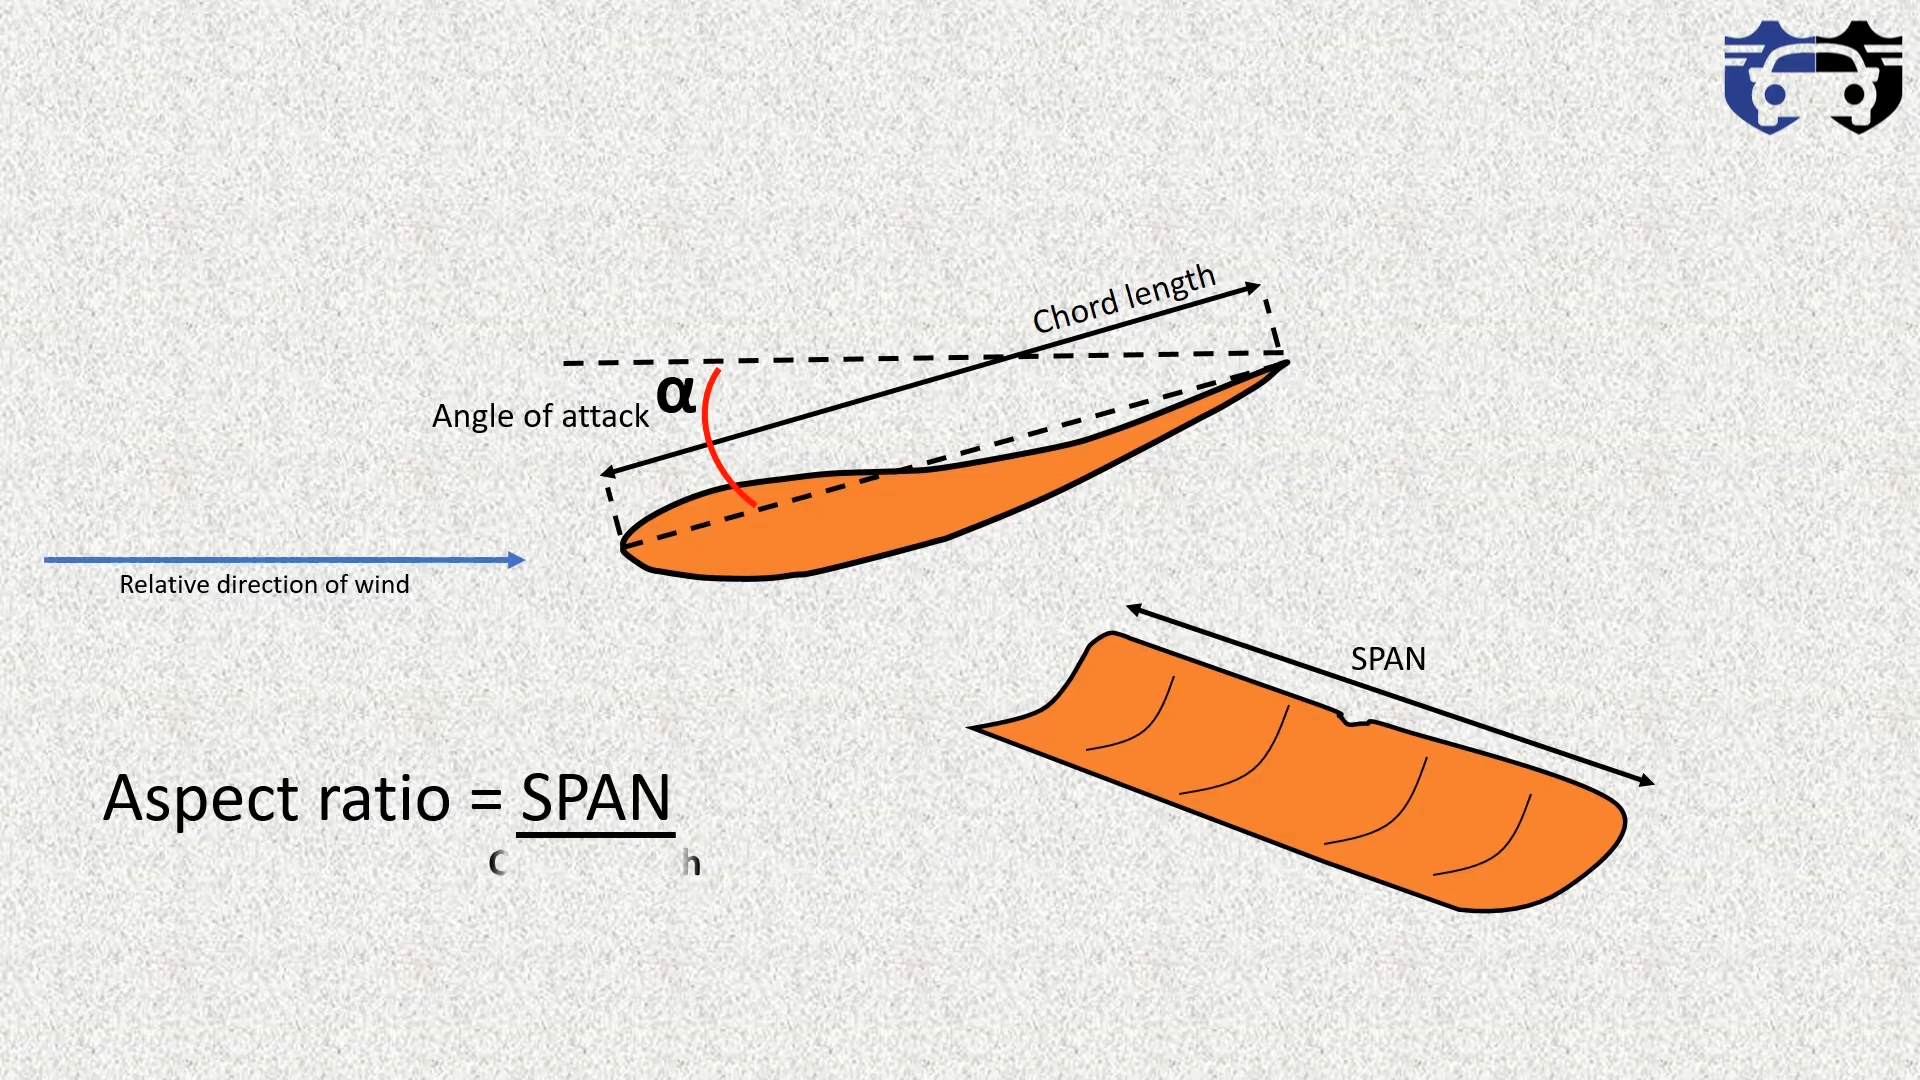 Chord length
α
Angle of attack
Relative direction of wind
SPAN
Aspect ratio = SPAN